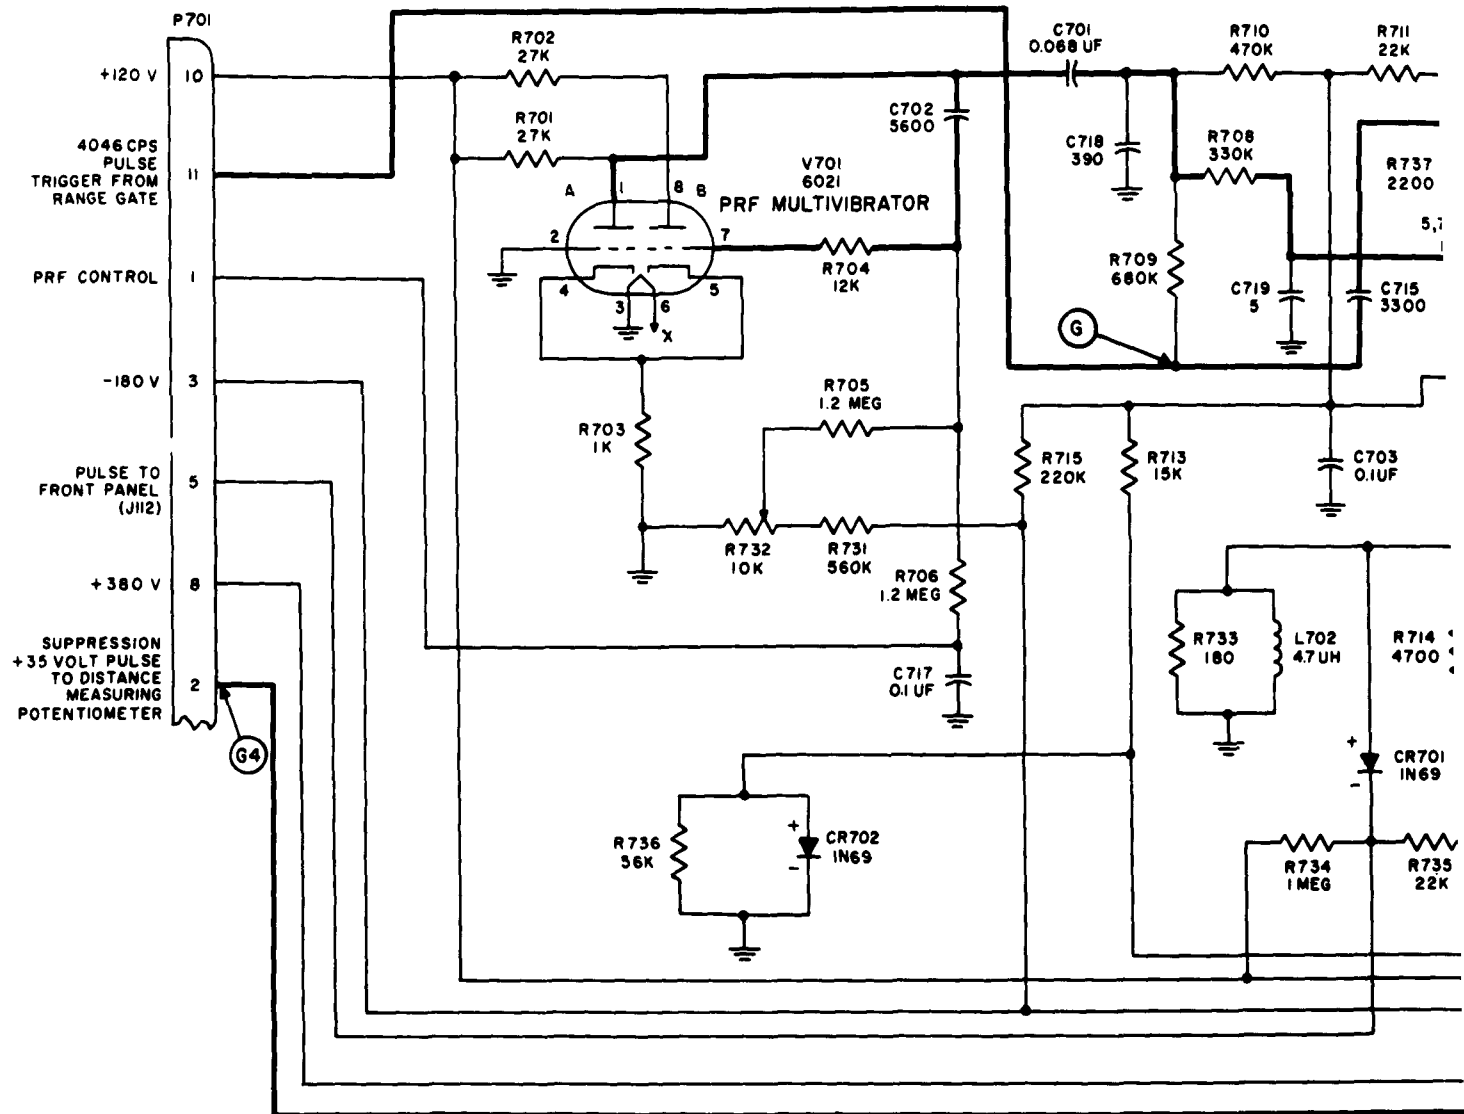 P701
+120 V 10
4046 CPS
PULSE
TRIGGER FROM
RANGE GATE
11
PRF CONTROL 1
-180 V 3
PULSE TO
FRONT PANEL
(J112)
5
+380 V 8
SUPPRESSION
+35 VOLT PULSE
TO DISTANCE
MEASURING
POTENTIOMETER
2
G4
R702
27K
R701
27K
A 1 8 B
V701
6021
PRF MULTIVIBRATOR
2 7
4 3 6 5
X
R704
12K
C702
5600
C701
0.068 UF
R710
470K
R711
22K
C718
390
R708
330K
R737
2200
R709
680K
C719
5
C715
3300
G
R705
1.2 MEG
R703
1K
R732
10K
R731
560K
R706
1.2 MEG
C717
0.1 UF
R715
220K
R713
15K
C703
0.1UF
R733
180
L702
4.7UH
R714
4700
+
CR701
1N69
-
R736
56K
+
CR702
1N69
-
R734
1 MEG
R735
22K